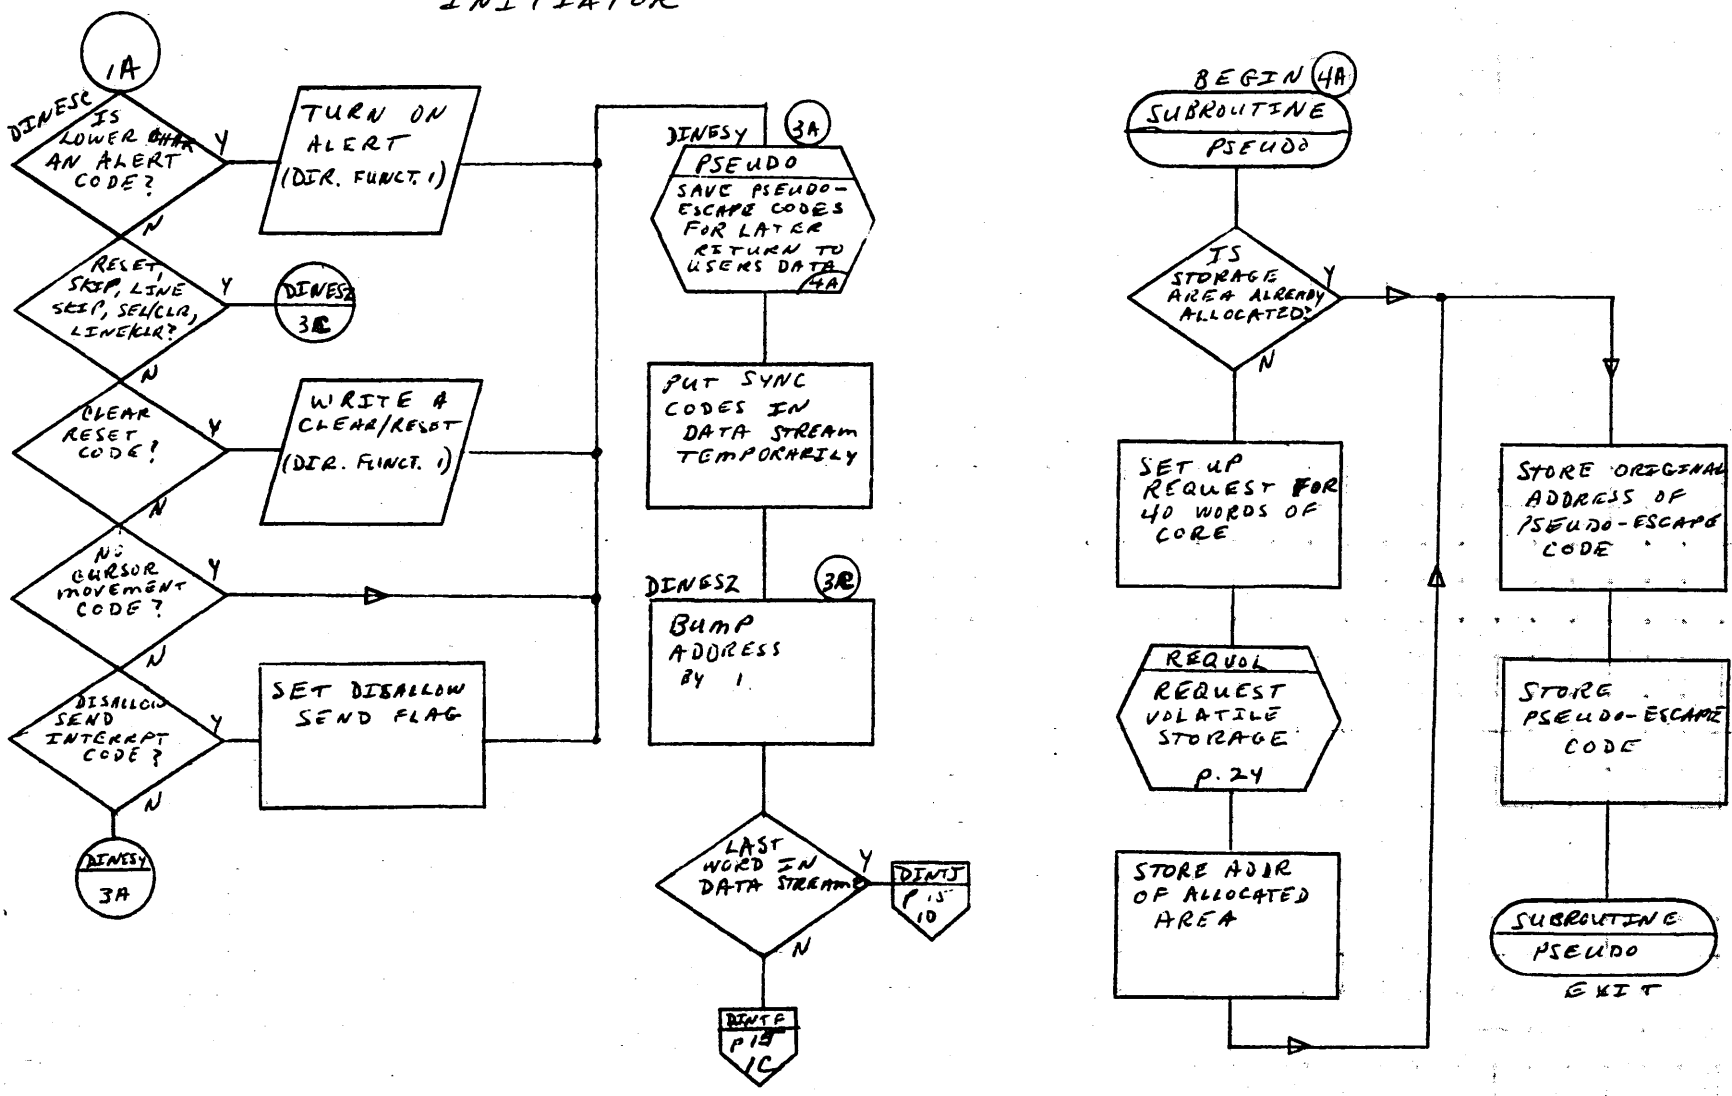 INITIATOR
1A
DINESC
IS
LOWER CHAR
AN ALERT
CODE?
Y
N
TURN ON
ALERT
(DIR. FUNCT. 1)
RESET,
SKIP, LINE
SKIP, SEL/CLR,
LINE/CLR?
Y
N
DINESZ
CLEAR
RESET
CODE?
Y
N
WRITE A
CLEAR/RESET
(DIR. FUNCT. 1)
NO
CURSOR
MOVEMENT
CODE?
Y
N
DISALLOW
SEND
INTERRPT
CODE?
Y
N
SET DISALLOW
SEND FLAG
DINESY
3A
DINESY
3A
PSEUDO
SAVE PSEUDO-
ESCAPE CODES
FOR LATER
RETURN TO
USERS DATA
4A
PUT SYNC
CODES IN
DATA STREAM
TEMPORARILY
DINESZ
BUMP
ADDRESS
BY 1
LAST
WORD IN
DATA STREAM?
Y
N
DINTJ
P 15
1D
DINTF
P 15
1C
BEGIN
4A
SUBROUTINE
PSEUDO
IS
STORAGE
AREA ALREADY
ALLOCATED?
Y
N
SET UP
REQUEST FOR
40 WORDS OF
CORE
REQVOL
REQUEST
VOLATILE
STORAGE
P. 24
STORE ADDR
OF ALLOCATED
AREA
STORE ORIGINAL
ADDRESS OF
PSEUDO-ESCAPE
CODE
STORE
PSEUDO-ESCAPE
CODE
SUBROUTINE
PSEUDO
EXIT